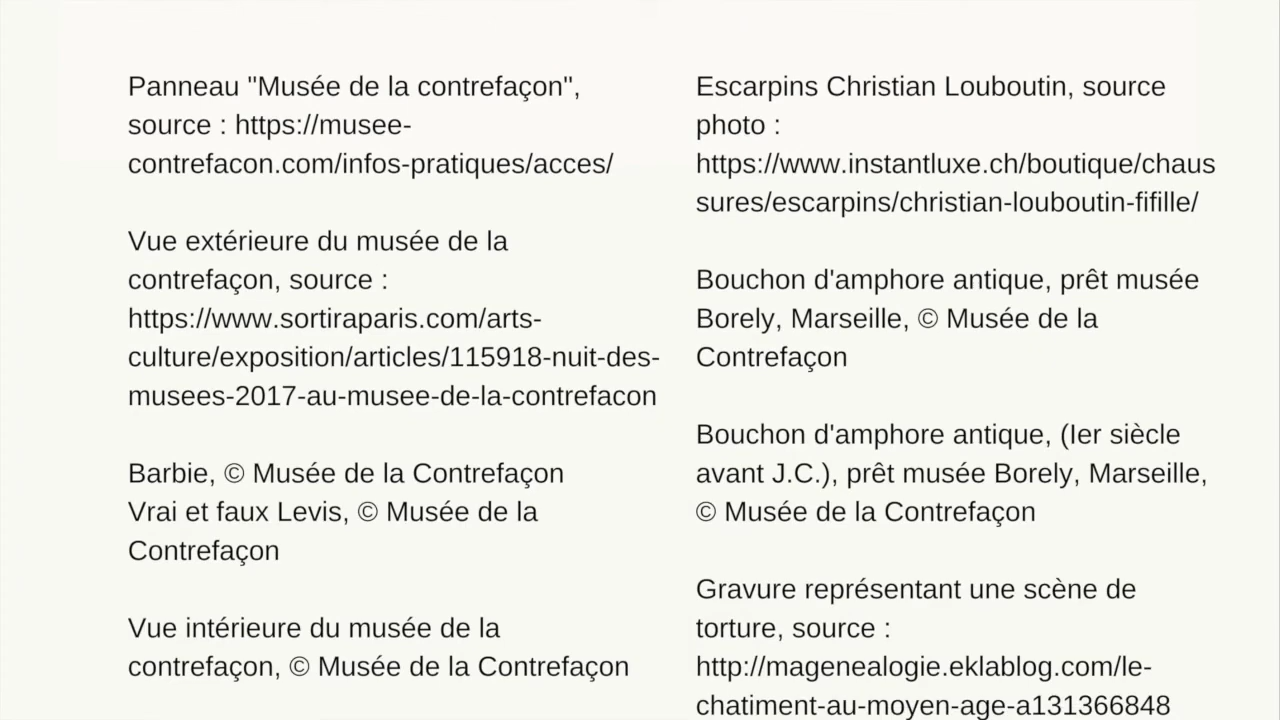 Panneau "Musée de la contrefaçon",
source : https://musee-
contrefacon.com/infos-pratiques/acces/
Vue extérieure du musée de la
contrefaçon, source :
https://www.sortiraparis.com/arts-
culture/exposition/articles/115918-nuit-des-
musees-2017-au-musee-de-la-contrefacon
Barbie, © Musée de la Contrefaçon
Vrai et faux Levis, © Musée de la
Contrefaçon
Vue intérieure du musée de la
contrefaçon, © Musée de la Contrefaçon
Escarpins Christian Louboutin, source
photo :
https://www.instantluxe.ch/boutique/chaus
sures/escarpins/christian-louboutin-fifille/
Bouchon d'amphore antique, prêt musée
Borely, Marseille, © Musée de la
Contrefaçon
Bouchon d'amphore antique, (Ier siècle
avant J.C.), prêt musée Borely, Marseille,
© Musée de la Contrefaçon
Gravure représentant une scène de
torture, source :
http://magenealogie.eklablog.com/le-
chatiment-au-moyen-age-a131366848